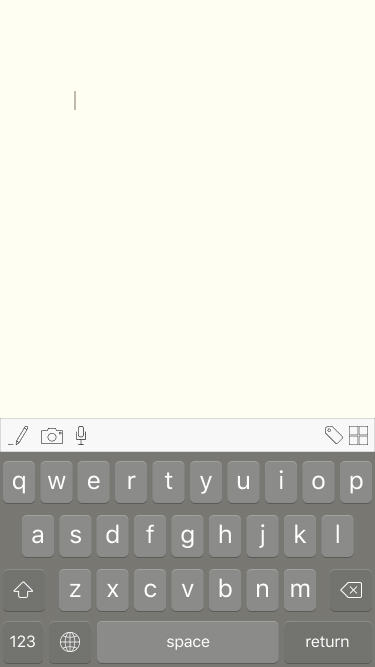 q w e r t y u i o p
a s d f g h j k l
z x c v b n m
123 space return